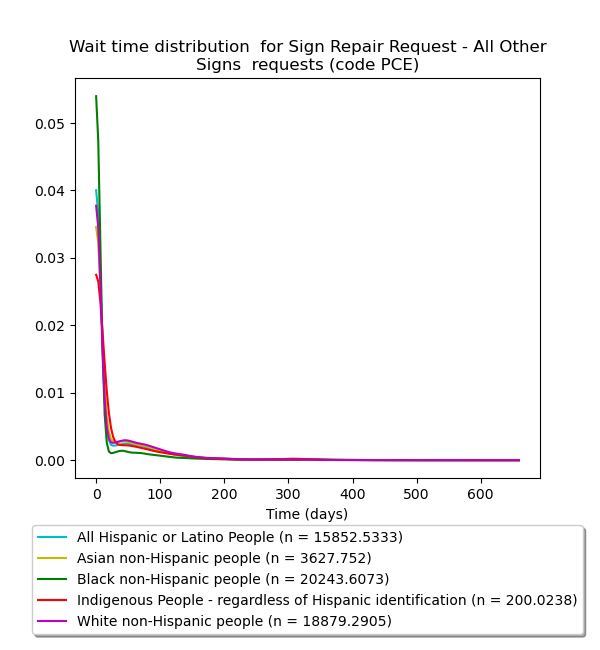 Wait time distribution  for Sign Repair Request - All Other
Signs  requests (code PCE)
0.05
0.04
0.03
0.02
0.01
0.00
0 100 200 300 400 500 600
Time (days)
All Hispanic or Latino People (n = 15852.5333)
Asian non-Hispanic people (n = 3627.752)
Black non-Hispanic people (n = 20243.6073)
Indigenous People - regardless of Hispanic identification (n = 200.0238)
White non-Hispanic people (n = 18879.2905)